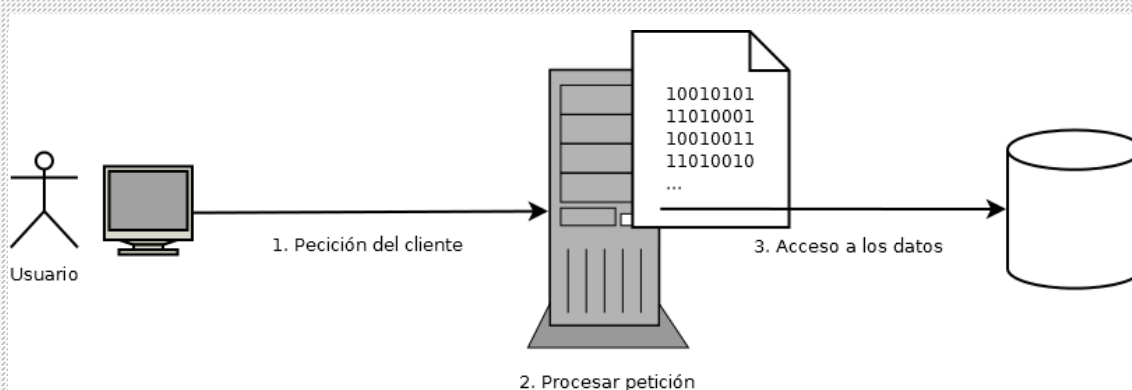 10010101
11010001
10010011
11010010
...
1. Pecición del cliente
3. Acceso a los datos
Usuario
2. Procesar petición